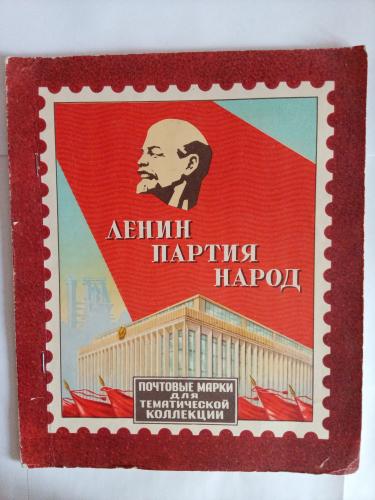 ЛЕНИН
ПАРТИЯ
НАРОД
ПОЧТОВЫЕ МАРКИ
ДЛЯ
ТЕМАТИЧЕСКОЙ
КОЛЛЕКЦИИ